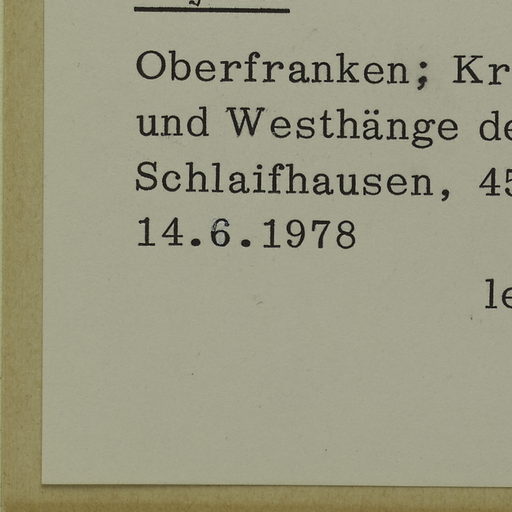 Oberfranken; Kr
und Westhänge de
Schlaifhausen, 45
14.6.1978
le